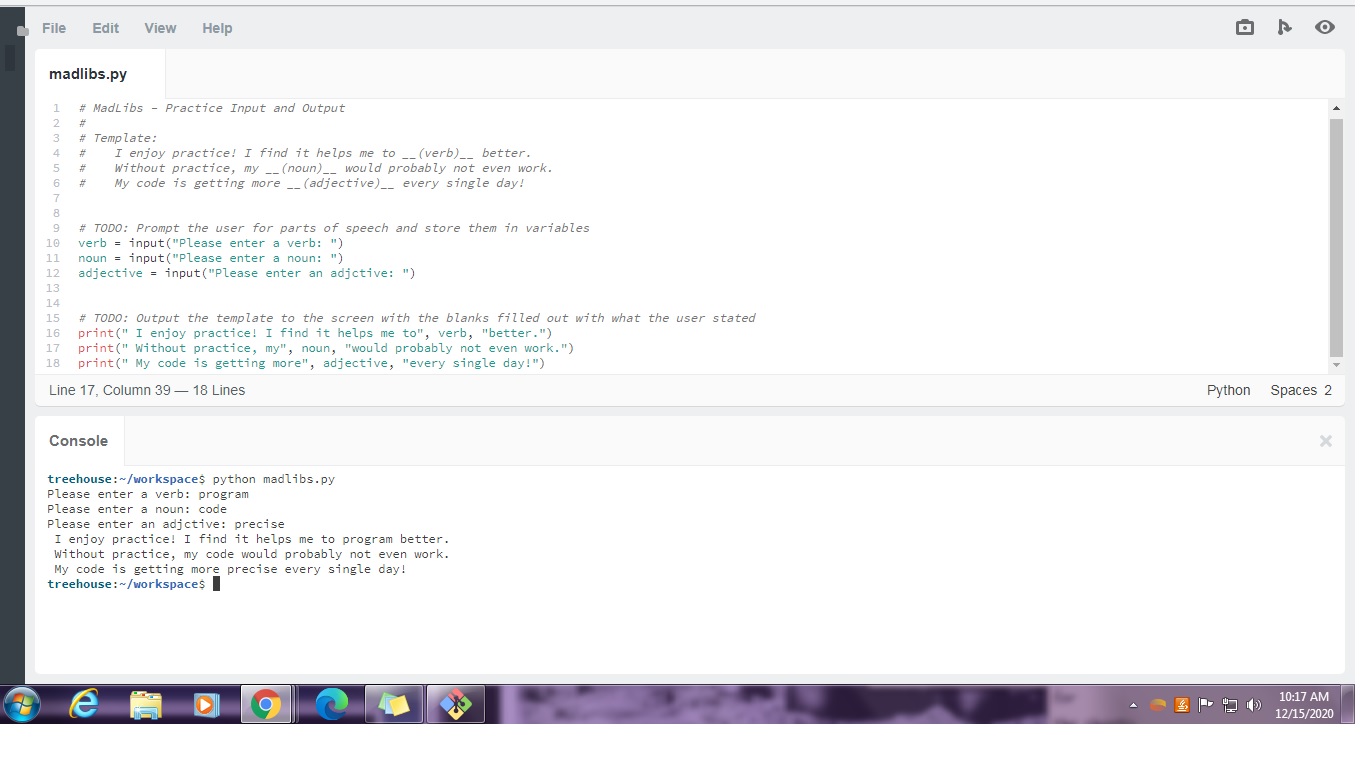 File Edit View Help
madlibs.py
1 # MadLibs - Practice Input and Output
2 #
3 # Template:
4 #    I enjoy practice! I find it helps me to __(verb)__ better.
5 #    Without practice, my __(noun)__ would probably not even work.
6 #    My code is getting more __(adjective)__ every single day!
7
8
9 # TODO: Prompt the user for parts of speech and store them in variables
10 verb = input("Please enter a verb: ")
11 noun = input("Please enter a noun: ")
12 adjective = input("Please enter an adjctive: ")
13
14
15 # TODO: Output the template to the screen with the blanks filled out with what the user stated
16 print(" I enjoy practice! I find it helps me to", verb, "better.")
17 print(" Without practice, my", noun, "would probably not even work.")
18 print(" My code is getting more", adjective, "every single day!")
Line 17, Column 39 — 18 Lines Python Spaces 2
Console
treehouse:~/workspace$ python madlibs.py
Please enter a verb: program
Please enter a noun: code
Please enter an adjctive: precise
 I enjoy practice! I find it helps me to program better.
 Without practice, my code would probably not even work.
 My code is getting more precise every single day!
treehouse:~/workspace$
10:17 AM
12/15/2020